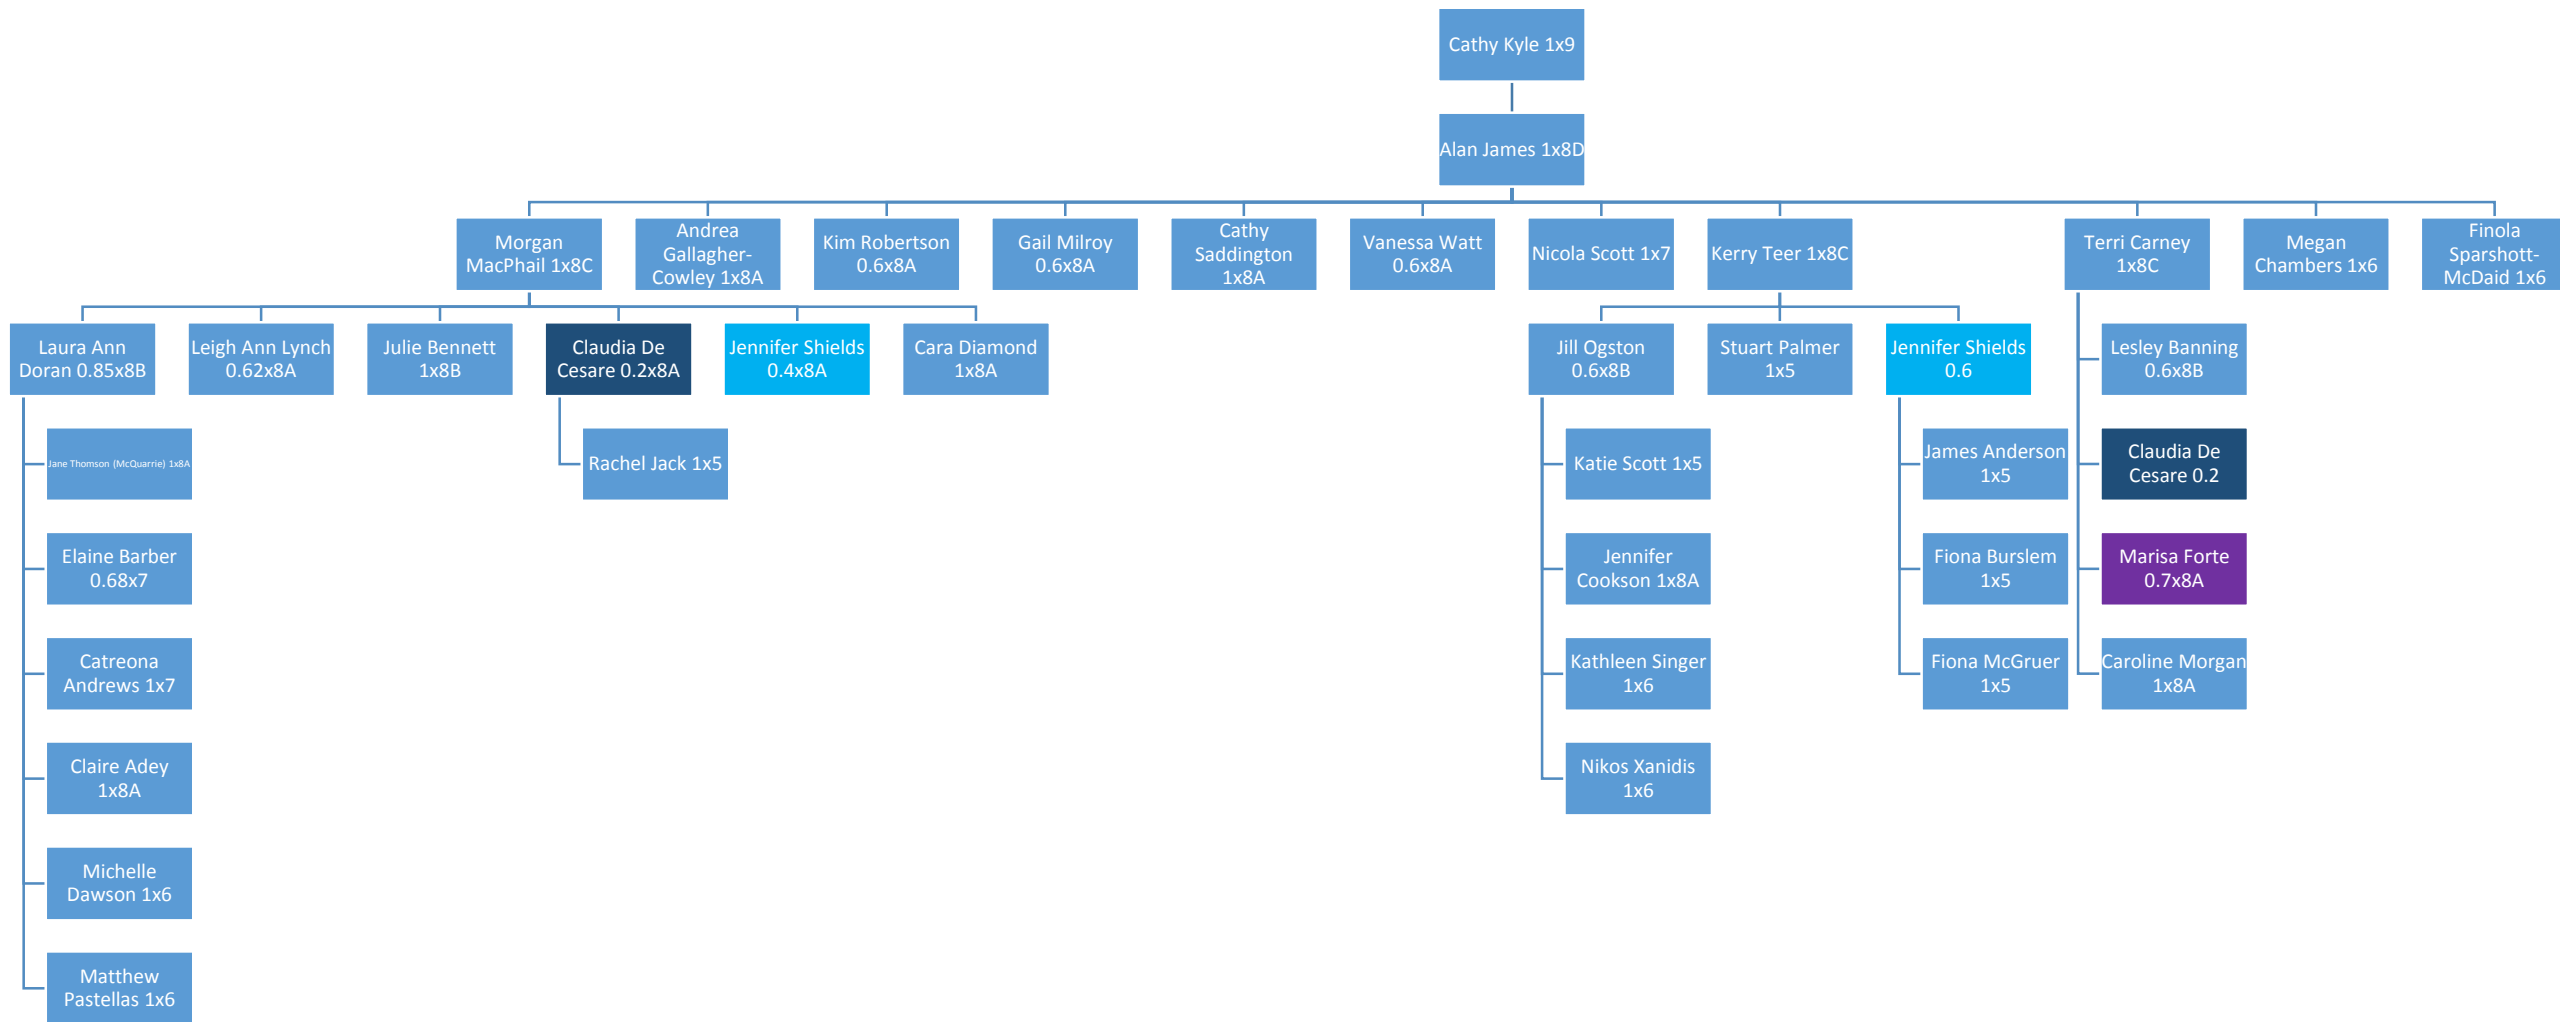 Cathy Kyle 1x9
Alan James 1x8D
Morgan
MacPhail 1x8C
Andrea
Gallagher-
Cowley 1x8A
Kim Robertson
0.6x8A
Gail Milroy
0.6x8A
Cathy
Saddington
1x8A
Vanessa Watt
0.6x8A
Nicola Scott 1x7
Kerry Teer 1x8C
Terri Carney
1x8C
Megan
Chambers 1x6
Finola
Sparshott-
McDaid 1x6
Laura Ann
Doran 0.85x8B
Leigh Ann Lynch
0.62x8A
Julie Bennett
1x8B
Claudia De
Cesare 0.2x8A
Jennifer Shields
0.4x8A
Cara Diamond
1x8A
Jill Ogston
0.6x8B
Stuart Palmer
1x5
Jennifer Shields
0.6
Lesley Banning
0.6x8B
Jane Thomson (McQuarrie) 1x8A
Rachel Jack 1x5
Katie Scott 1x5
James Anderson
1x5
Claudia De
Cesare 0.2
Elaine Barber
0.68x7
Jennifer
Cookson 1x8A
Fiona Burslem
1x5
Marisa Forte
0.7x8A
Catreona
Andrews 1x7
Kathleen Singer
1x6
Fiona McGruer
1x5
Caroline Morgan
1x8A
Claire Adey
1x8A
Nikos Xanidis
1x6
Michelle
Dawson 1x6
Matthew
Pastellas 1x6